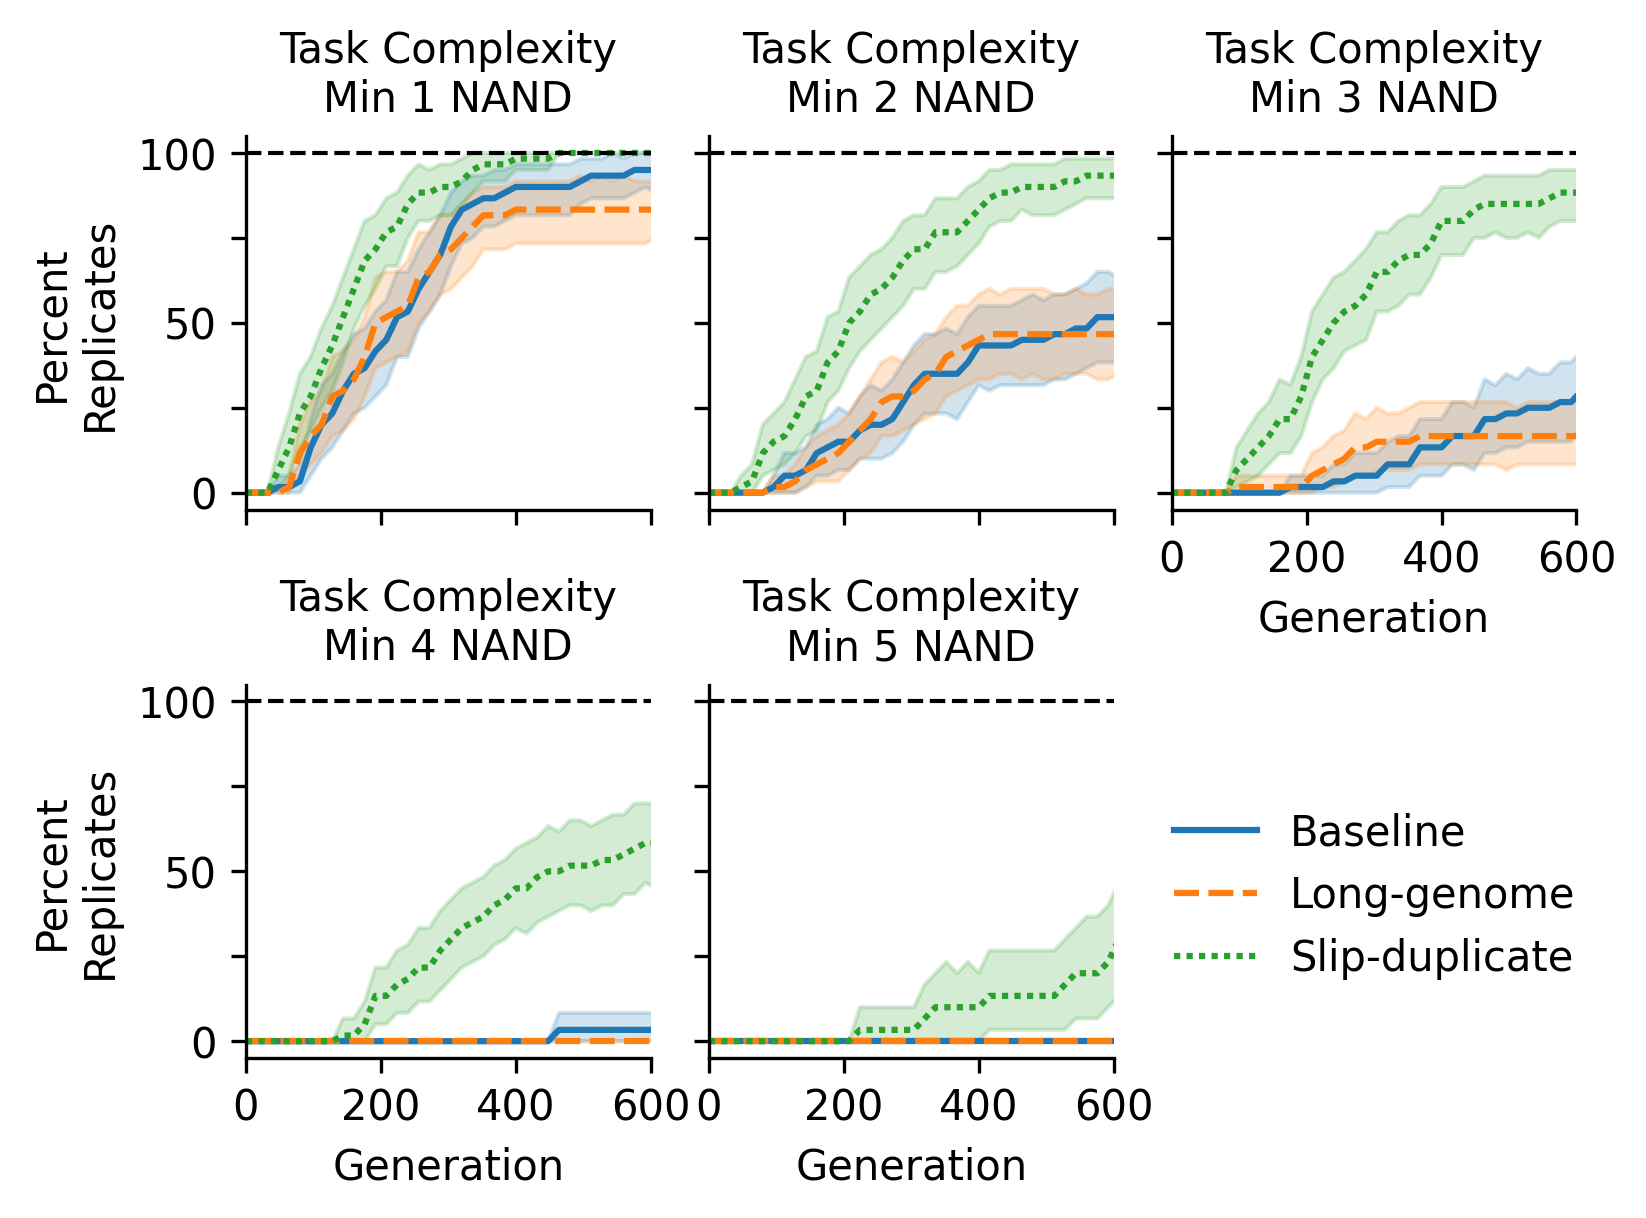 Task Complexity
Min 1 NAND
Task Complexity
Min 2 NAND
Task Complexity
Min 3 NAND
Percent
Replicates
100
50
0
0 200 400 600
Generation
Task Complexity
Min 4 NAND
Task Complexity
Min 5 NAND
Percent
Replicates
100
50
0
0 200 400 600
Generation
0 200 400 600
Generation
Baseline
Long-genome
Slip-duplicate